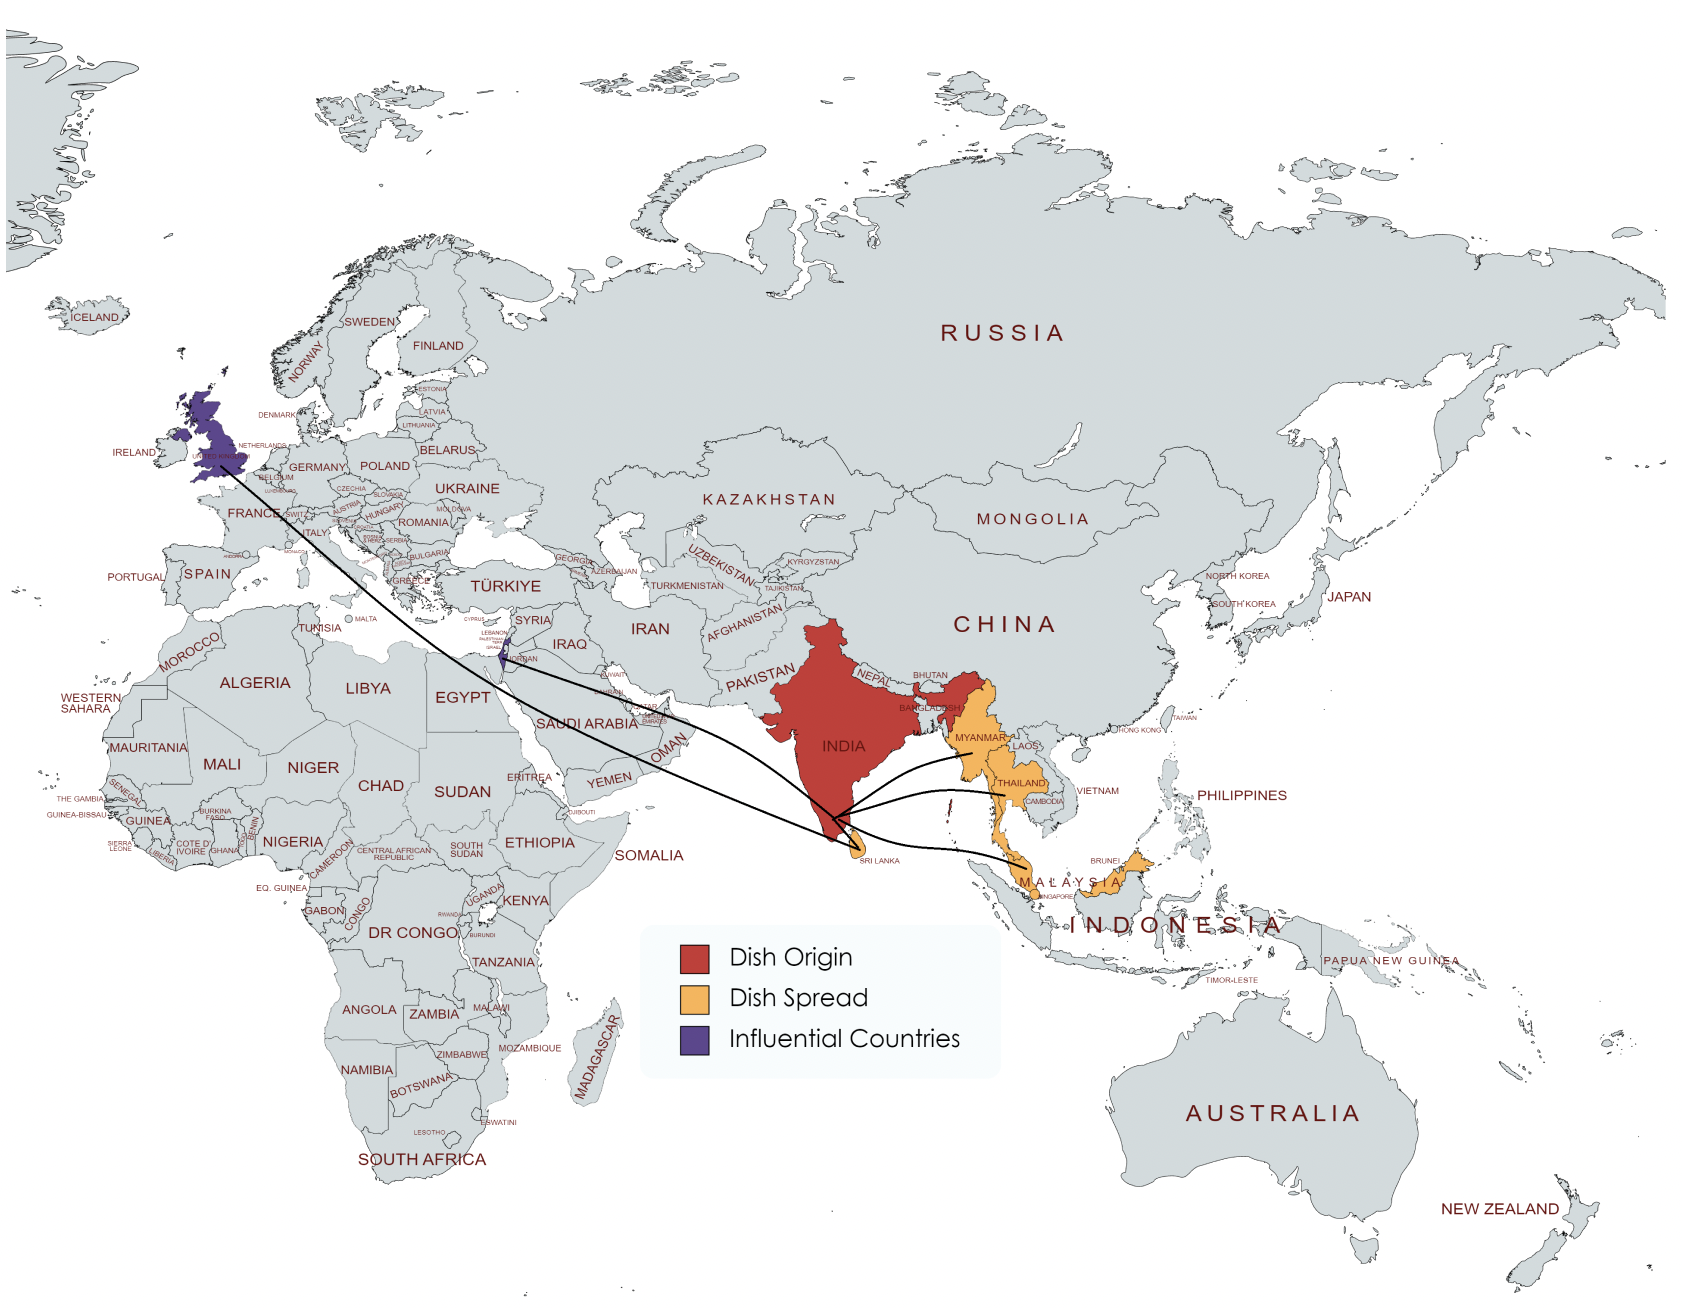 ICELAND
SWEDEN
NORWAY
FINLAND
RUSSIA
ESTONIA
LATVIA
LITHUANIA
DENMARK
IRELAND
UNITED KINGDOM
NETHERLANDS
BELGIUM
LUXEMBOURG
GERMANY
POLAND
BELARUS
UKRAINE
CZECHIA
SLOVAKIA
FRANCE
SWITZ.
AUSTRIA
HUNGARY
MOLDOVA
ROMANIA
ITALY
BOSNIA
& HERZ.
SERBIA
BULGARIA
MONACO
ANDORRA
PORTUGAL
SPAIN
GREECE
TÜRKIYE
GEORGIA
AZERBAIJAN
KAZAKHSTAN
MONGOLIA
UZBEKISTAN
KYRGYZSTAN
TURKMENISTAN
TAJIKISTAN
NORTH KOREA
SOUTH KOREA
JAPAN
CHINA
MALTA
TUNISIA
CYPRUS
SYRIA
LEBANON
ISRAEL
JORDAN
IRAQ
IRAN
AFGHANISTAN
PAKISTAN
NEPAL
BHUTAN
BANGLADESH
INDIA
MYANMAR
LAOS
THAILAND
CAMBODIA
VIETNAM
TAIWAN
HONG KONG
PHILIPPINES
MOROCCO
ALGERIA
LIBYA
EGYPT
WESTERN
SAHARA
KUWAIT
BAHRAIN
QATAR
UNITED ARAB
EMIRATES
SAUDI ARABIA
OMAN
YEMEN
MAURITANIA
MALI
NIGER
CHAD
SUDAN
ERITREA
DJIBOUTI
SENEGAL
THE GAMBIA
GUINEA-BISSAU
GUINEA
SIERRA
LEONE
LIBERIA
COTE D'
IVOIRE
BURKINA
FASO
GHANA
TOGO
BENIN
NIGERIA
CAMEROON
CENTRAL AFRICAN
REPUBLIC
SOUTH
SUDAN
ETHIOPIA
SOMALIA
EQ. GUINEA
GABON
CONGO
DR CONGO
UGANDA
KENYA
RWANDA
BURUNDI
TANZANIA
SRI LANKA
BRUNEI
MALAYSIA
SINGAPORE
INDONESIA
PAPUA NEW GUINEA
TIMOR-LESTE
ANGOLA
ZAMBIA
MALAWI
MOZAMBIQUE
ZIMBABWE
NAMIBIA
BOTSWANA
MADAGASCAR
ESWATINI
LESOTHO
SOUTH AFRICA
AUSTRALIA
NEW ZEALAND
Dish Origin
Dish Spread
Influential Countries